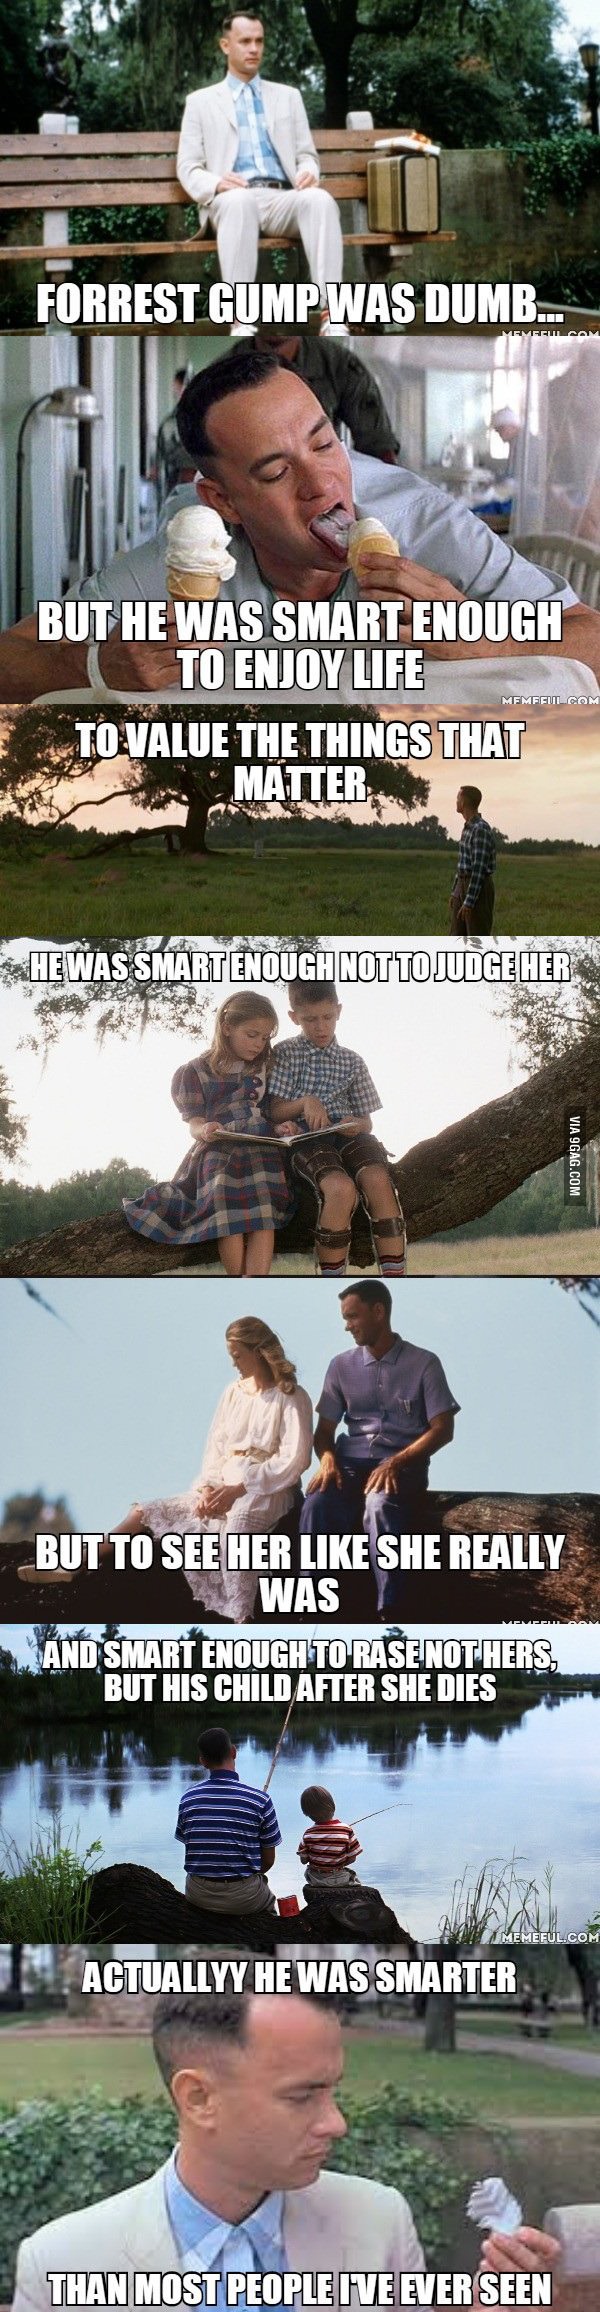 FORREST GUMP WAS DUMB...
MEMEFUL.COM
BUT HE WAS SMART ENOUGH
TO ENJOY LIFE
MEMEFUL.COM
TO VALUE THE THINGS THAT
MATTER
HE WAS SMART ENOUGH NOT TO JUDGE HER
VIA 9GAG.COM
BUT TO SEE HER LIKE SHE REALLY
WAS
MEMEFUL.COM
AND SMART ENOUGH TO RASE NOT HERS,
BUT HIS CHILD AFTER SHE DIES
MEMEFUL.COM
ACTUALLYY HE WAS SMARTER
THAN MOST PEOPLE I'VE EVER SEEN